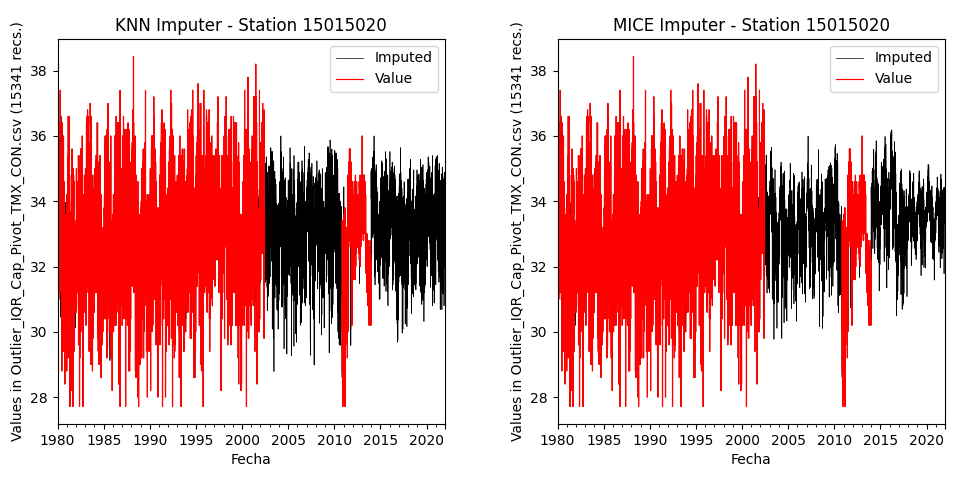 KNN Imputer - Station 15015020
Values in Outlier_IQR_Cap_Pivot_TMX_CON.csv (15341 recs.)
Imputed
Value
38
36
34
32
30
28
1980 1985 1990 1995 2000 2005 2010 2015 2020
Fecha
MICE Imputer - Station 15015020
Values in Outlier_IQR_Cap_Pivot_TMX_CON.csv (15341 recs.)
Imputed
Value
38
36
34
32
30
28
1980 1985 1990 1995 2000 2005 2010 2015 2020
Fecha